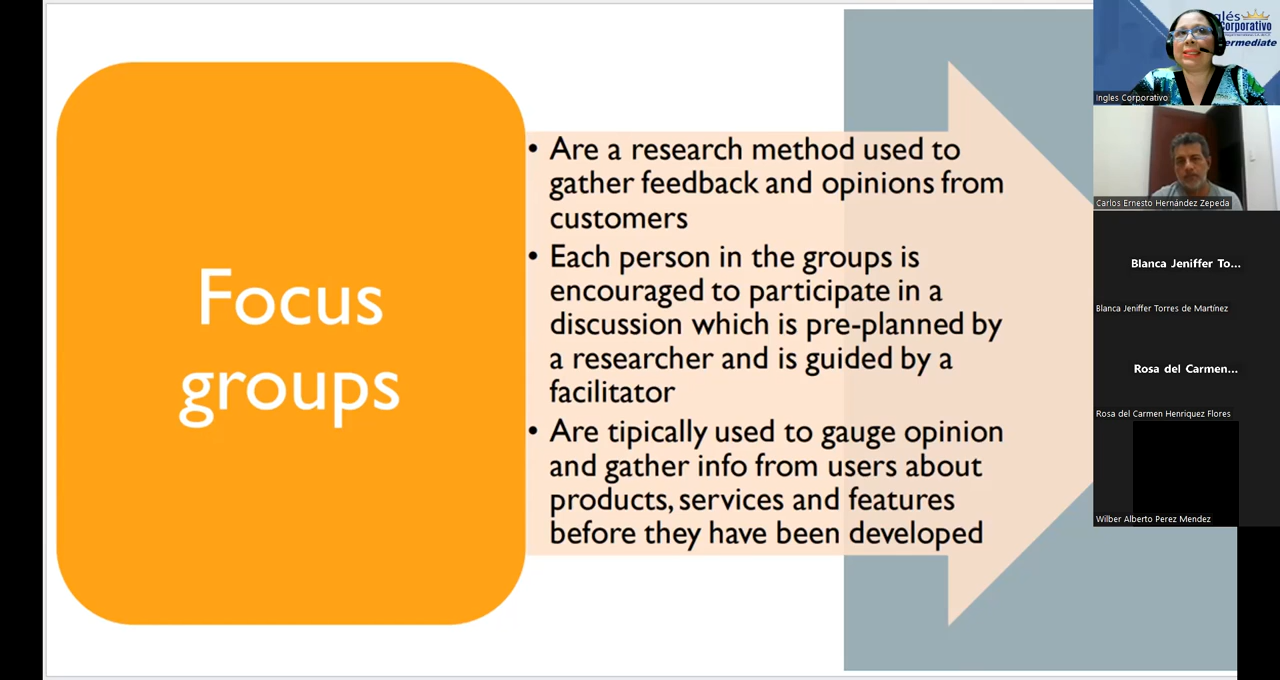 Focus
groups
• Are a research method used to
gather feedback and opinions from
customers
• Each person in the groups is
encouraged to participate in a
discussion which is pre-planned by
a researcher and is guided by a
facilitator
• Are tipically used to gauge opinion
and gather info from users about
products, services and features
before they have been developed
glés
Corporativo
ermediate
Ingles Corporativo
Carlos Ernesto Hernández Zepeda
Blanca Jeniffer To...
Blanca Jeniffer Torres de Martínez
Rosa del Carmen...
Rosa del Carmen Henriquez Flores
Wilber Alberto Perez Mendez